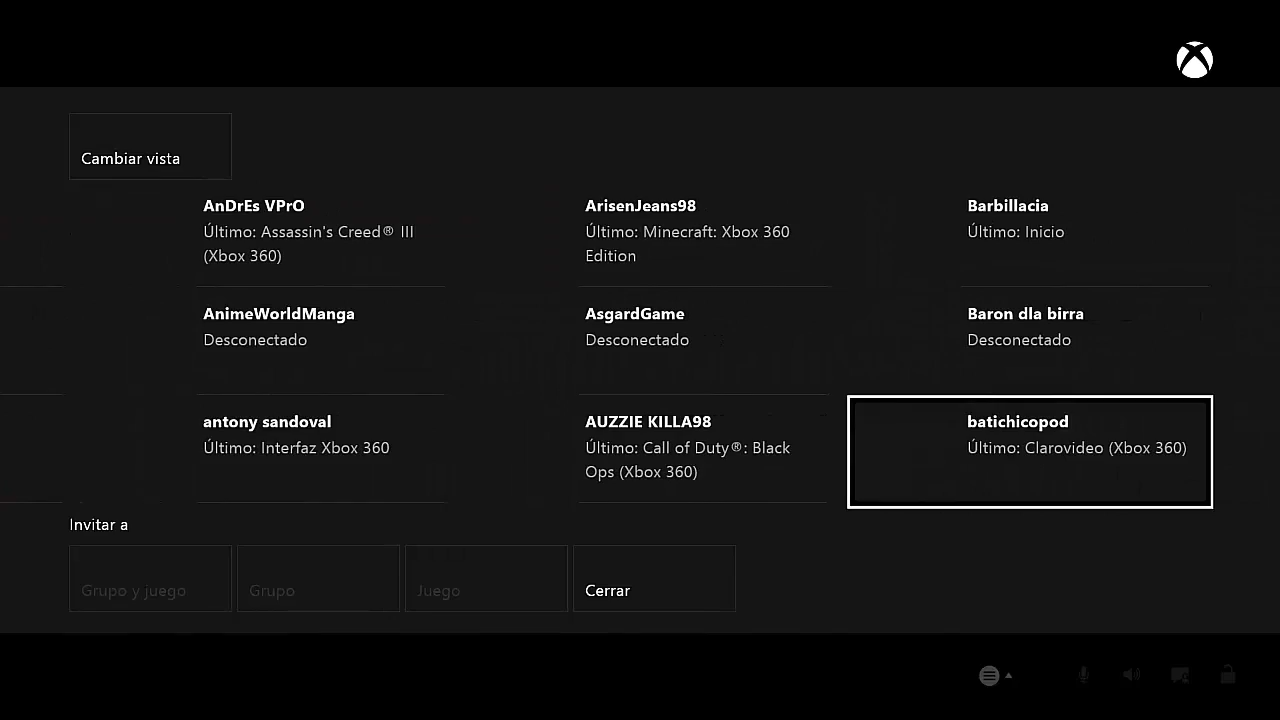 Cambiar vista
AnDrEs VPrO
Último: Assassin's Creed® III
(Xbox 360)
ArisenJeans98
Último: Minecraft: Xbox 360
Edition
Barbillacia
Último: Inicio
AnimeWorldManga
Desconectado
AsgardGame
Desconectado
Baron dla birra
Desconectado
antony sandoval
Último: Interfaz Xbox 360
AUZZIE KILLA98
Último: Call of Duty®: Black
Ops (Xbox 360)
batichicopod
Último: Clarovideo (Xbox 360)
Invitar a
Grupo y juego
Grupo
Juego
Cerrar